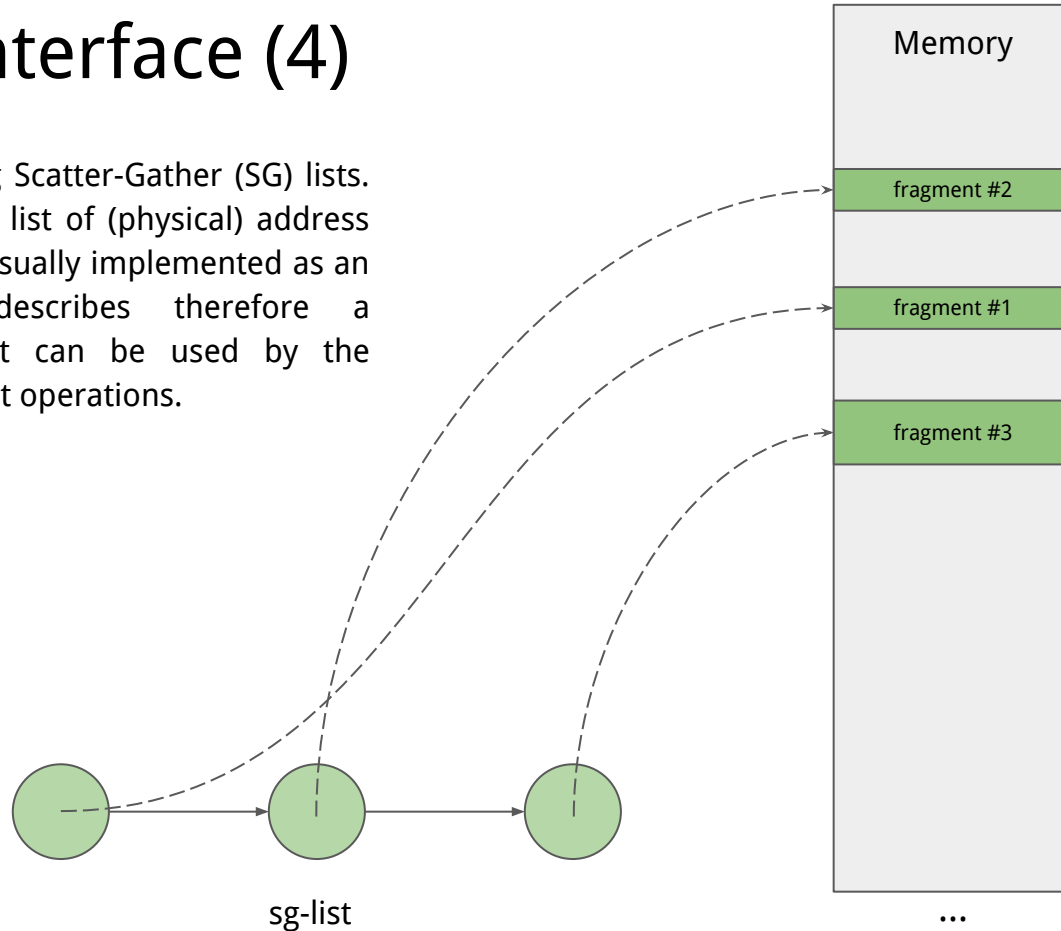 nterface (4)
Scatter-Gather (SG) lists.
list of (physical) address
sually implemented as an
describes therefore a
t can be used by the
t operations.
Memory
fragment #2
fragment #1
fragment #3
sg-list
...